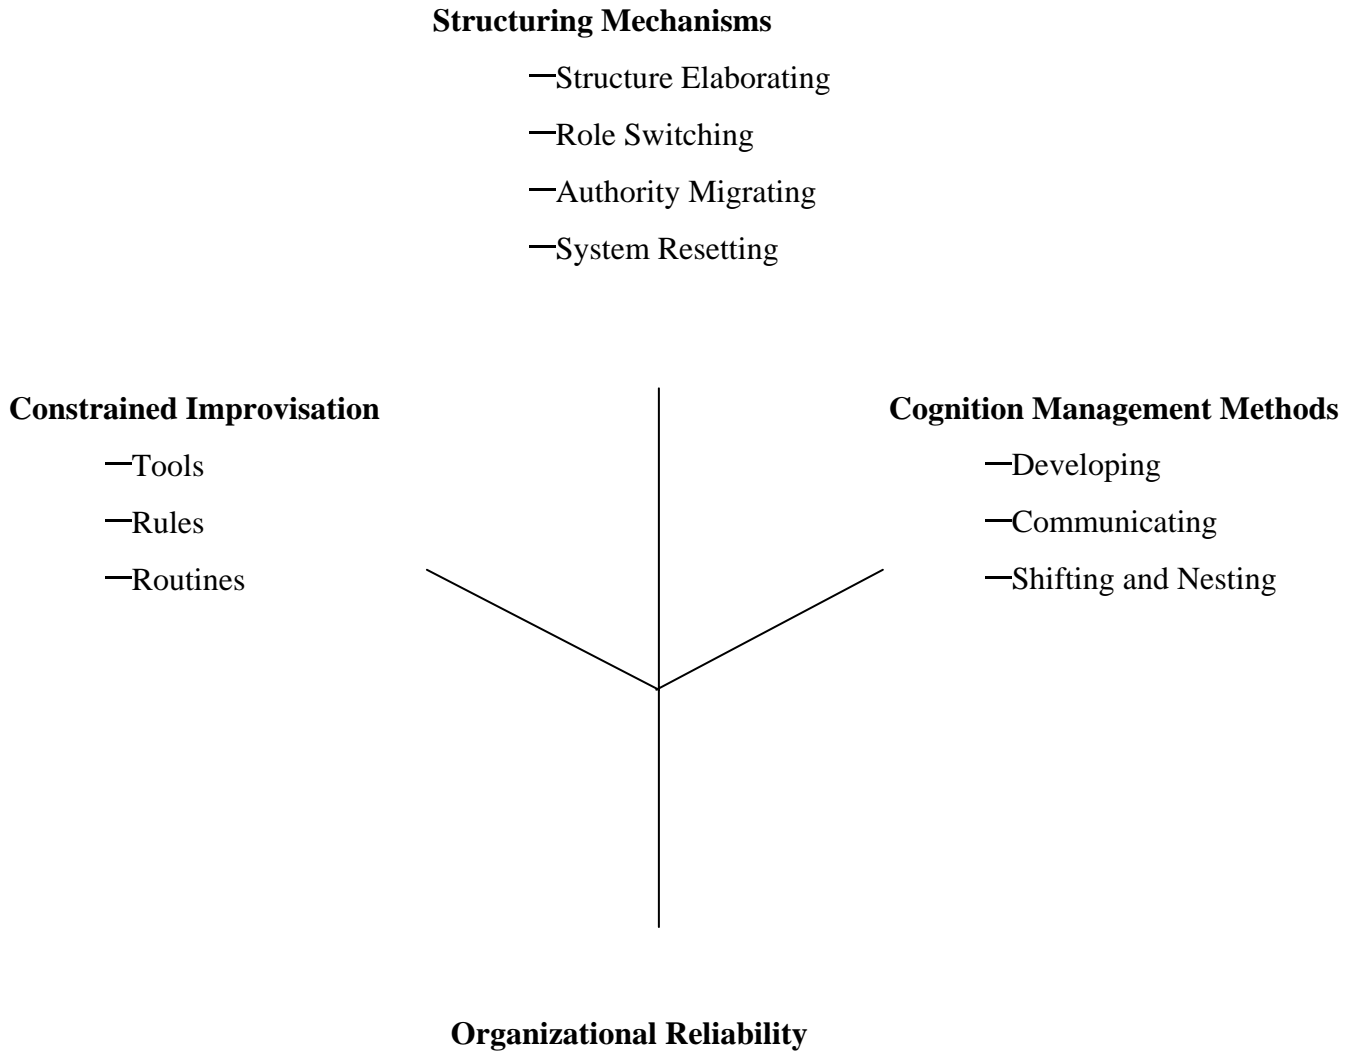 Structuring Mechanisms
—Structure Elaborating
—Role Switching
—Authority Migrating
—System Resetting
Constrained Improvisation
—Tools
—Rules
—Routines
Cognition Management Methods
—Developing
—Communicating
—Shifting and Nesting
Organizational Reliability